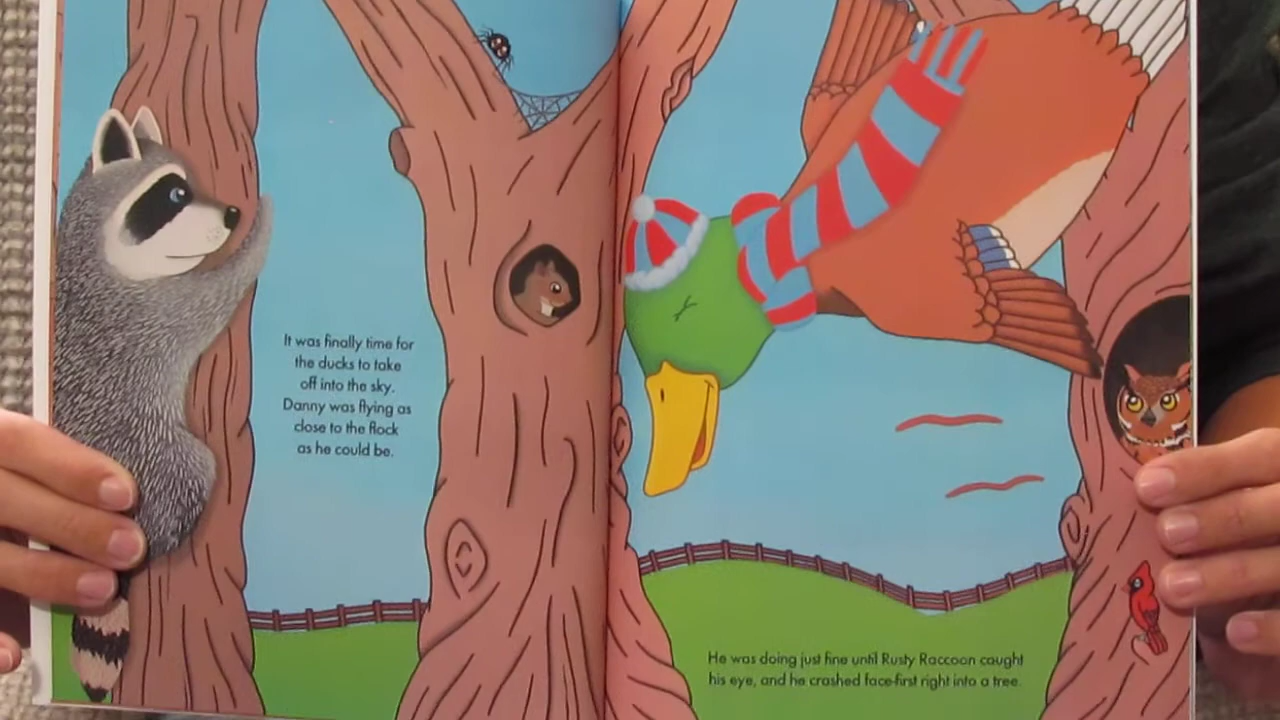 It was finally time for
the ducks to take
off into the sky.
Danny was flying as
close to the flock
as he could be.
He was doing just fine until Rusty Raccoon caught
his eye, and he crashed face-first right into a tree.